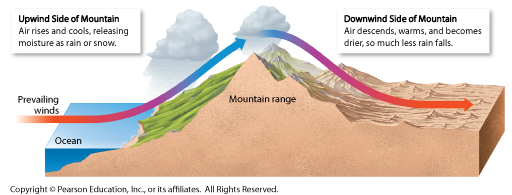 Upwind Side of Mountain
Air rises and cools, releasing
moisture as rain or snow.
Downwind Side of Mountain
Air descends, warms, and becomes
drier, so much less rain falls.
Prevailing
winds
Mountain range
Ocean
Copyright © Pearson Education, Inc., or its affiliates. All Rights Reserved.